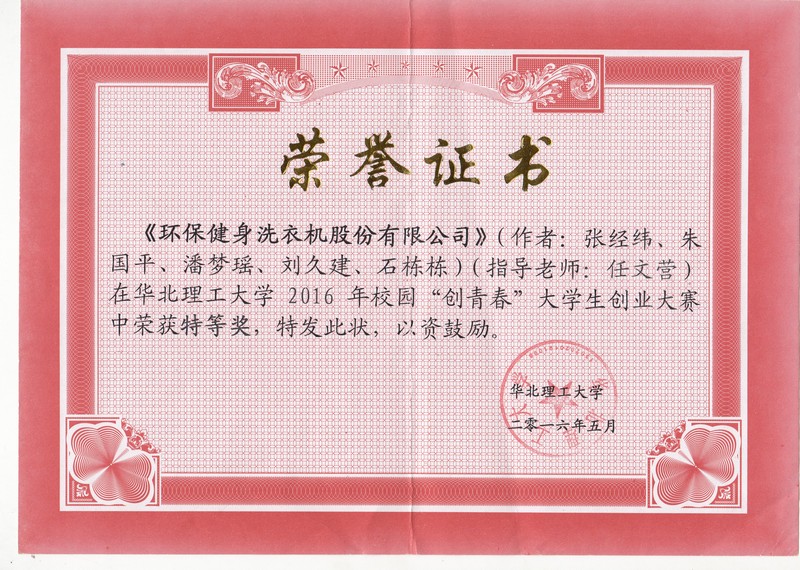 荣誉证书
《环保健身洗衣机股份有限公司》（作者：张经纬、朱
国平、潘梦瑶、刘久建、石栋栋）（指导老师：任文营）
在华北理工大学 2016 年校园“创青春”大学生创业大赛
中荣获特等奖，特发此状，以资鼓励。
华北理工大学
二零一六年五月